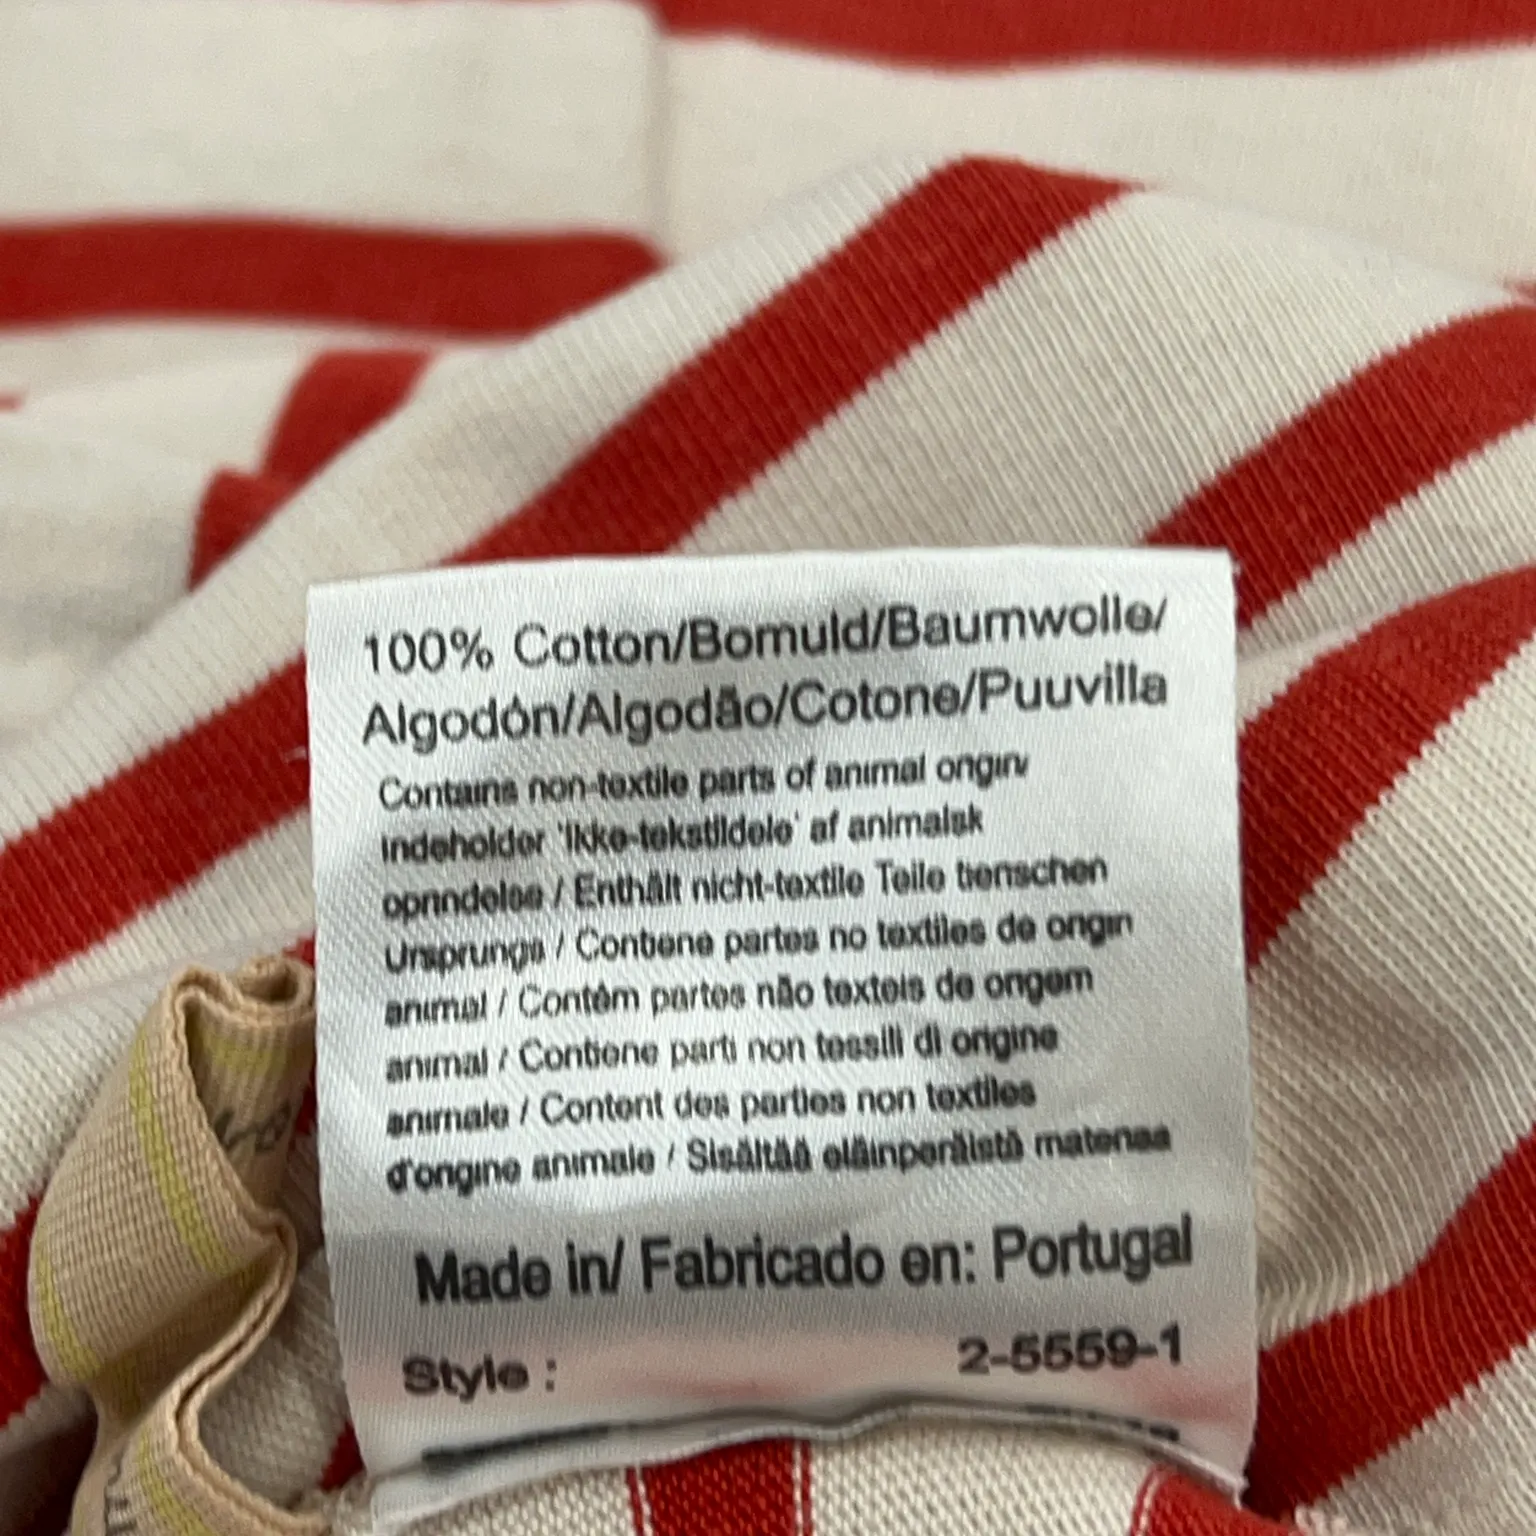 100% Cotton/Bomuld/Baumwolle/
Algodón/Algodão/Cotone/Puuvilla
Contains non-textile parts of animal origin/
indeholder 'ikke-tekstildele' af animalsk
oprindelse / Enthält nicht-textile Teile tierischen
Ursprungs / Contiene partes no textiles de origin
animal / Contém partes não texteis de origem
animal / Contiene parti non tessili di origine
animale / Contient des parties non textiles
d'origine animale / Sisältää eläinperäistä materiaa
Made in/ Fabricado en: Portugal
Style : 2-5559-1